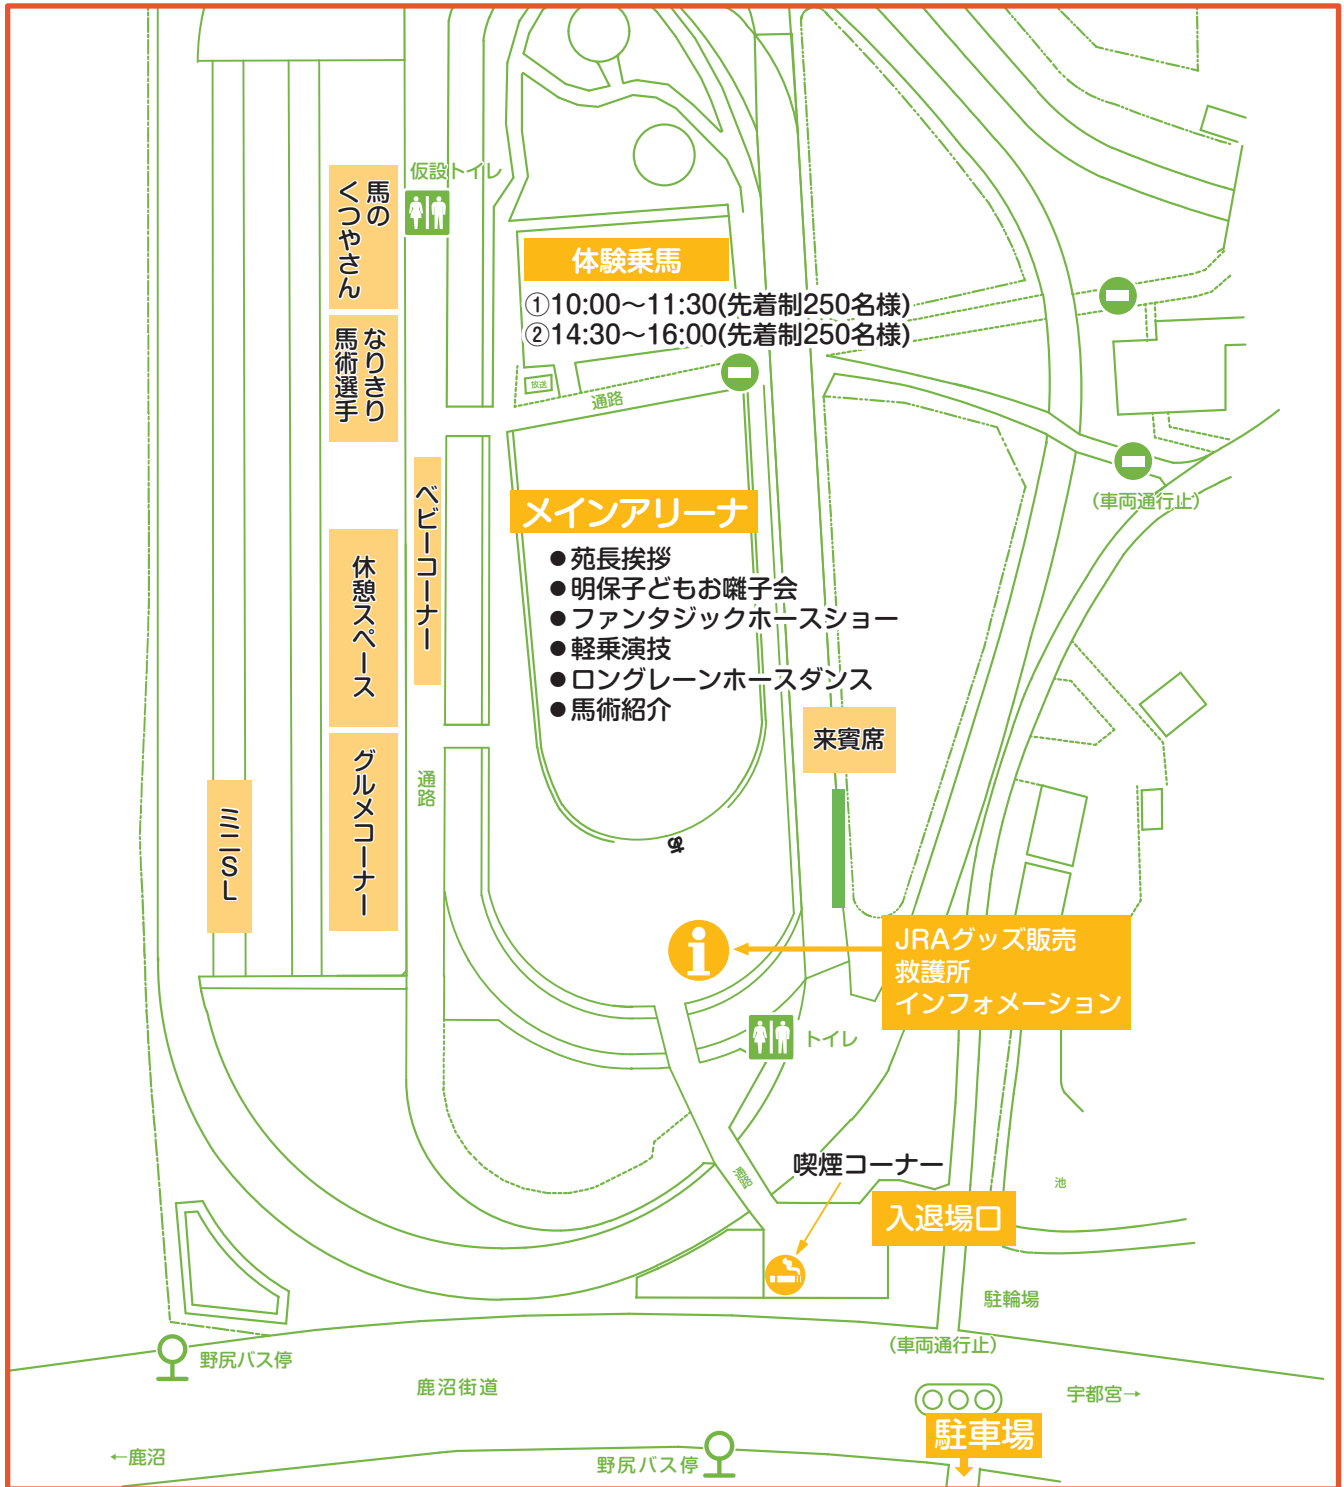 仮設トイレ
馬の
くつやさん
体験乗馬
①10:00〜11:30(先着制250名様)
②14:30〜16:00(先着制250名様)
なりきり
馬術選手
放送
通路
ベビーコーナー
メインアリーナ
(車両通行止)
●苑長挨拶
●明保子どもお囃子会
●ファンタジックホースショー
●軽乗演技
●ロングレーンホースダンス
●馬術紹介
休憩スペース
来賓席
グルメコーナー
通路
ミニSL
JRAグッズ販売
救護所
インフォメーション
トイレ
喫煙コーナー
通路
池
入退場口
駐輪場
(車両通行止)
野尻バス停
鹿沼街道
宇都宮→
駐車場
←鹿沼
野尻バス停